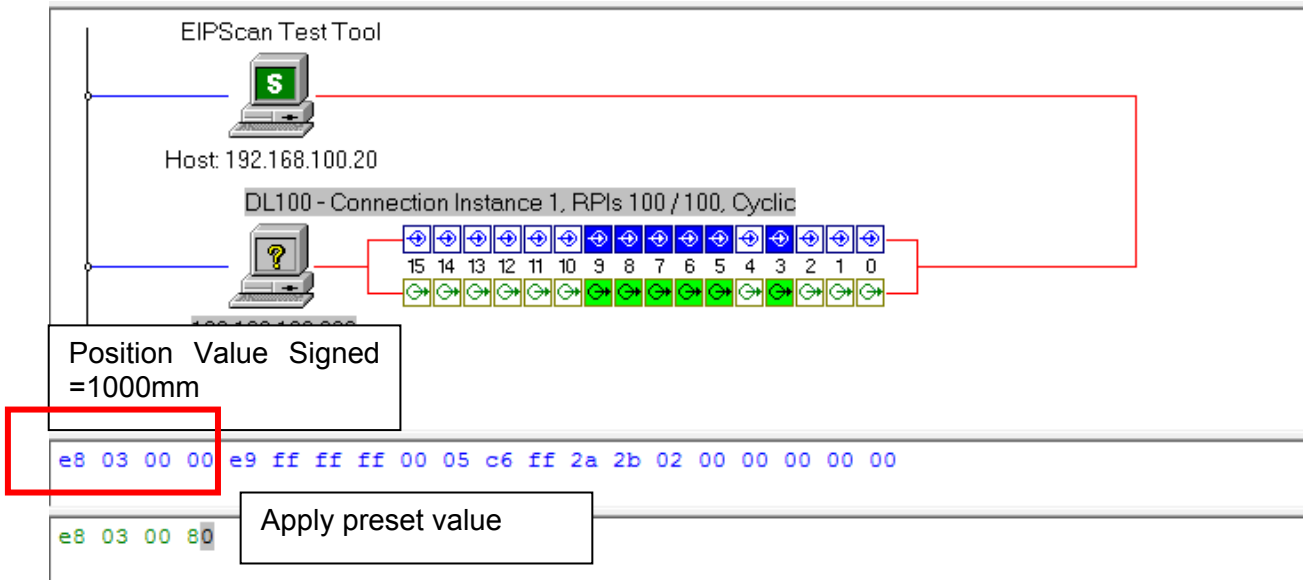 EIPScan Test Tool
S
Host: 192.168.100.20
DL100 - Connection Instance 1, RPIs 100 / 100, Cyclic
?
15 14 13 12 11 10 9 8 7 6 5 4 3 2 1 0
Position Value Signed
=1000mm
e8 03 00 00 e9 ff ff ff 00 05 c6 ff 2a 2b 02 00 00 00 00 00
Apply preset value
e8 03 00 80